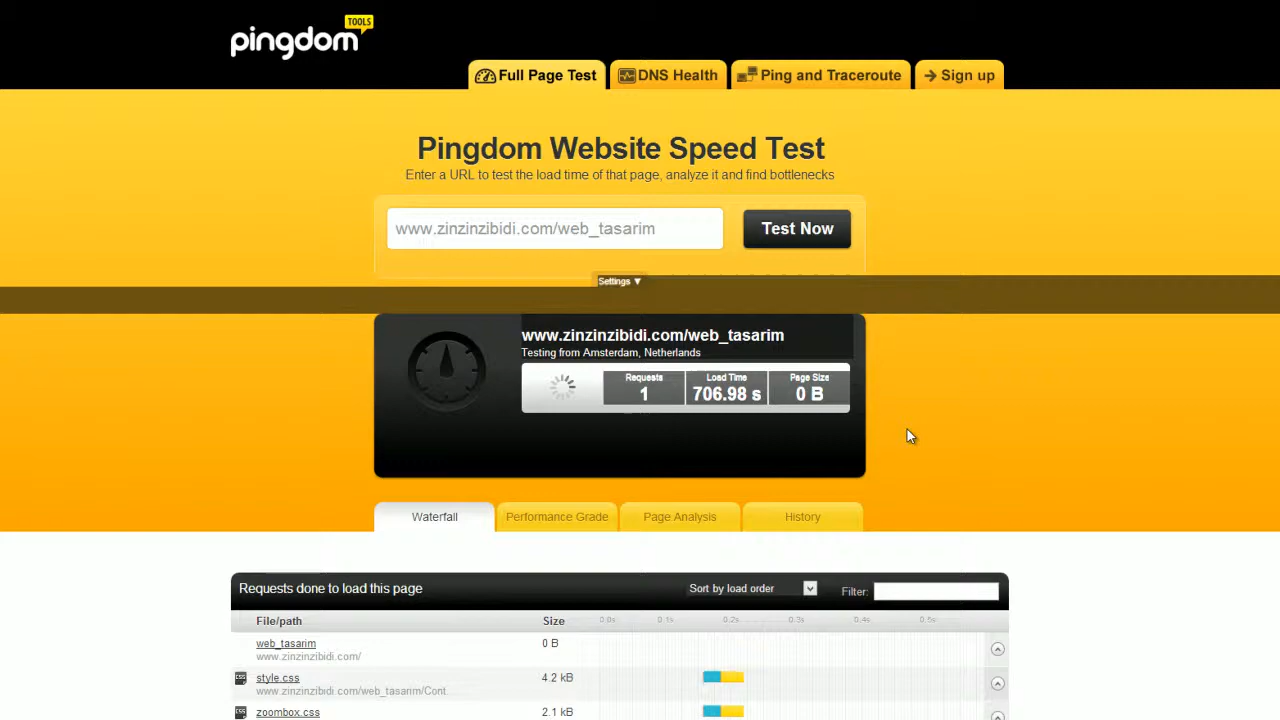 pingdom
TOOLS
Full Page Test
DNS Health
Ping and Traceroute
Sign up
Pingdom Website Speed Test
Enter a URL to test the load time of that page, analyze it and find bottlenecks
www.zinzinzibidi.com/web_tasarim
Test Now
Settings ▼
www.zinzinzibidi.com/web_tasarim
Testing from Amsterdam, Netherlands
Requests Load Time Page Size
1 706.98 s 0 B
Waterfall Performance Grade Page Analysis History
Requests done to load this page Sort by load order Filter:
File/path Size 0.0s 0.1s 0.2s 0.3s 0.4s
web_tasarim 0 B
www.zinzinzibidi.com/
style.css 4.2 kB
www.zinzinzibidi.com/web_tasarim/Cont
zoombox.css 2.1 kB